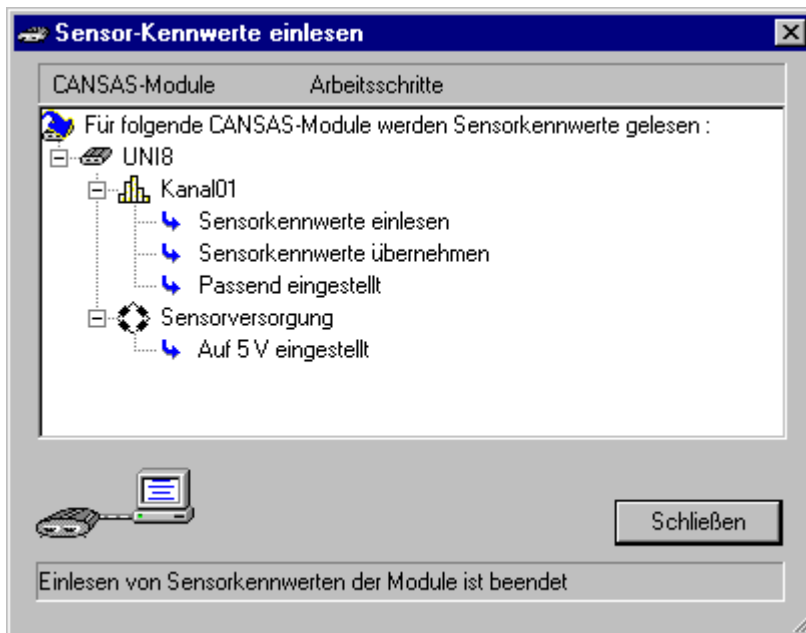 Sensor-Kennwerte einlesen
CANSAS-Module Arbeitsschritte
Für folgende CANSAS-Module werden Sensorkennwerte gelesen :
UNI8
Kanal01
Sensorkennwerte einlesen
Sensorkennwerte übernehmen
Passend eingestellt
Sensorversorgung
Auf 5 V eingestellt
Schließen
Einlesen von Sensorkennwerten der Module ist beendet